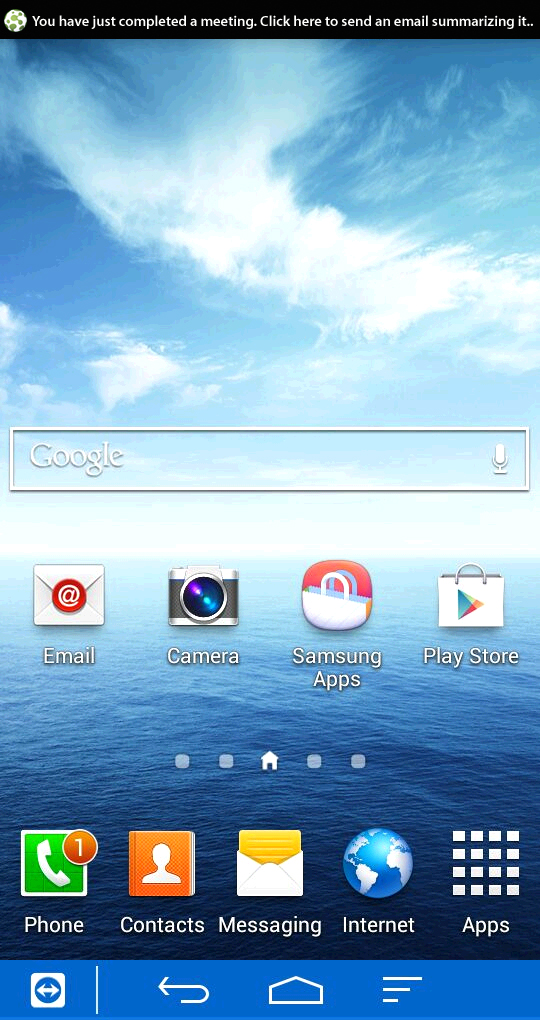 You have just completed a meeting. Click here to send an email summarizing it..
Google
@
Email
Camera
Samsung
Apps
Play Store
1
Phone
Contacts
Messaging
Internet
Apps